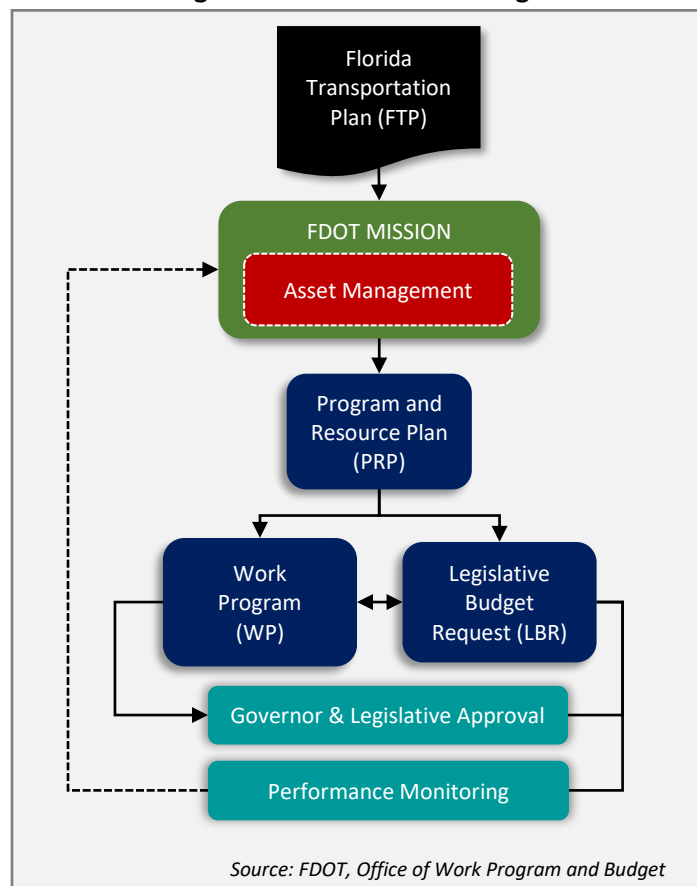 Florida
Transportation
Plan (FTP)
FDOT MISSION
Asset Management
Program and
Resource Plan
(PRP)
Work
Program
(WP)
Legislative
Budget
Request (LBR)
Governor & Legislative Approval
Performance Monitoring
Source: FDOT, Office of Work Program and Budget